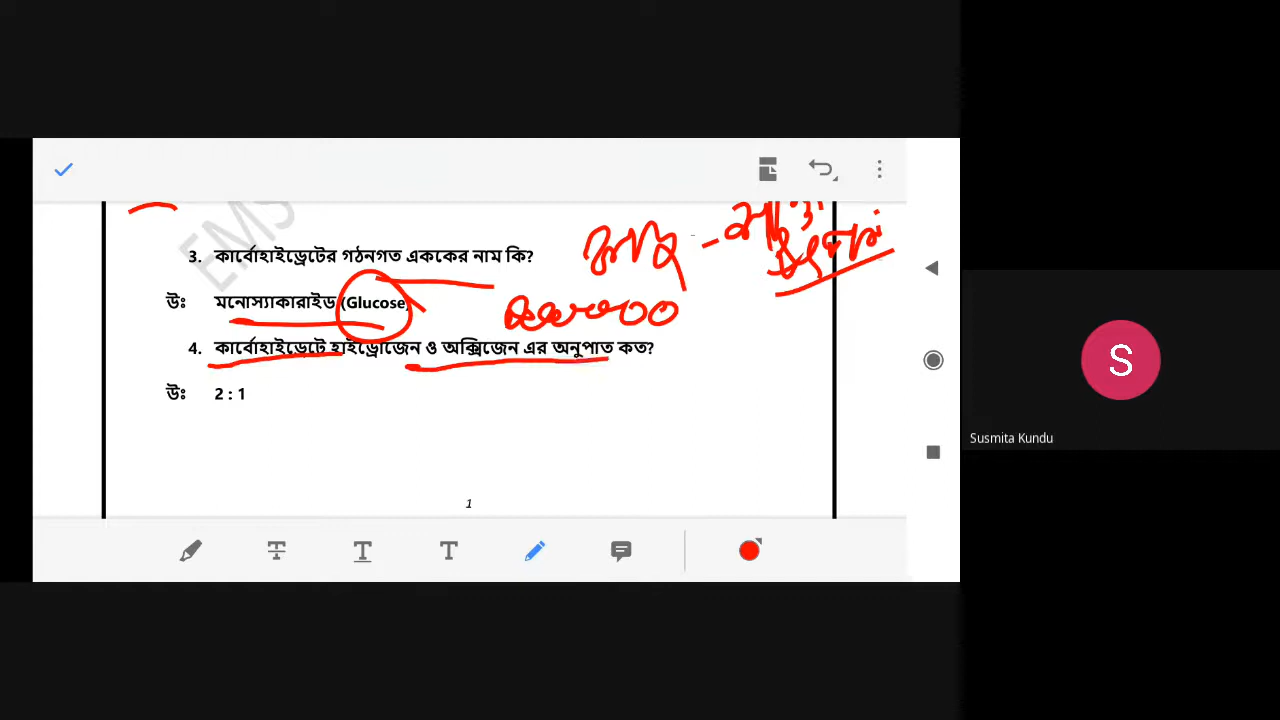 EMS
3. কার্বোহাইড্রেটের গঠনগত এককের নাম কি?
উঃ মনোস্যাকারাইড (Glucose)
4. কার্বোহাইড্রেটে হাইড্রোজেন ও অক্সিজেন এর অনুপাত কত?
উঃ 2 : 1
1
S
Susmita Kundu